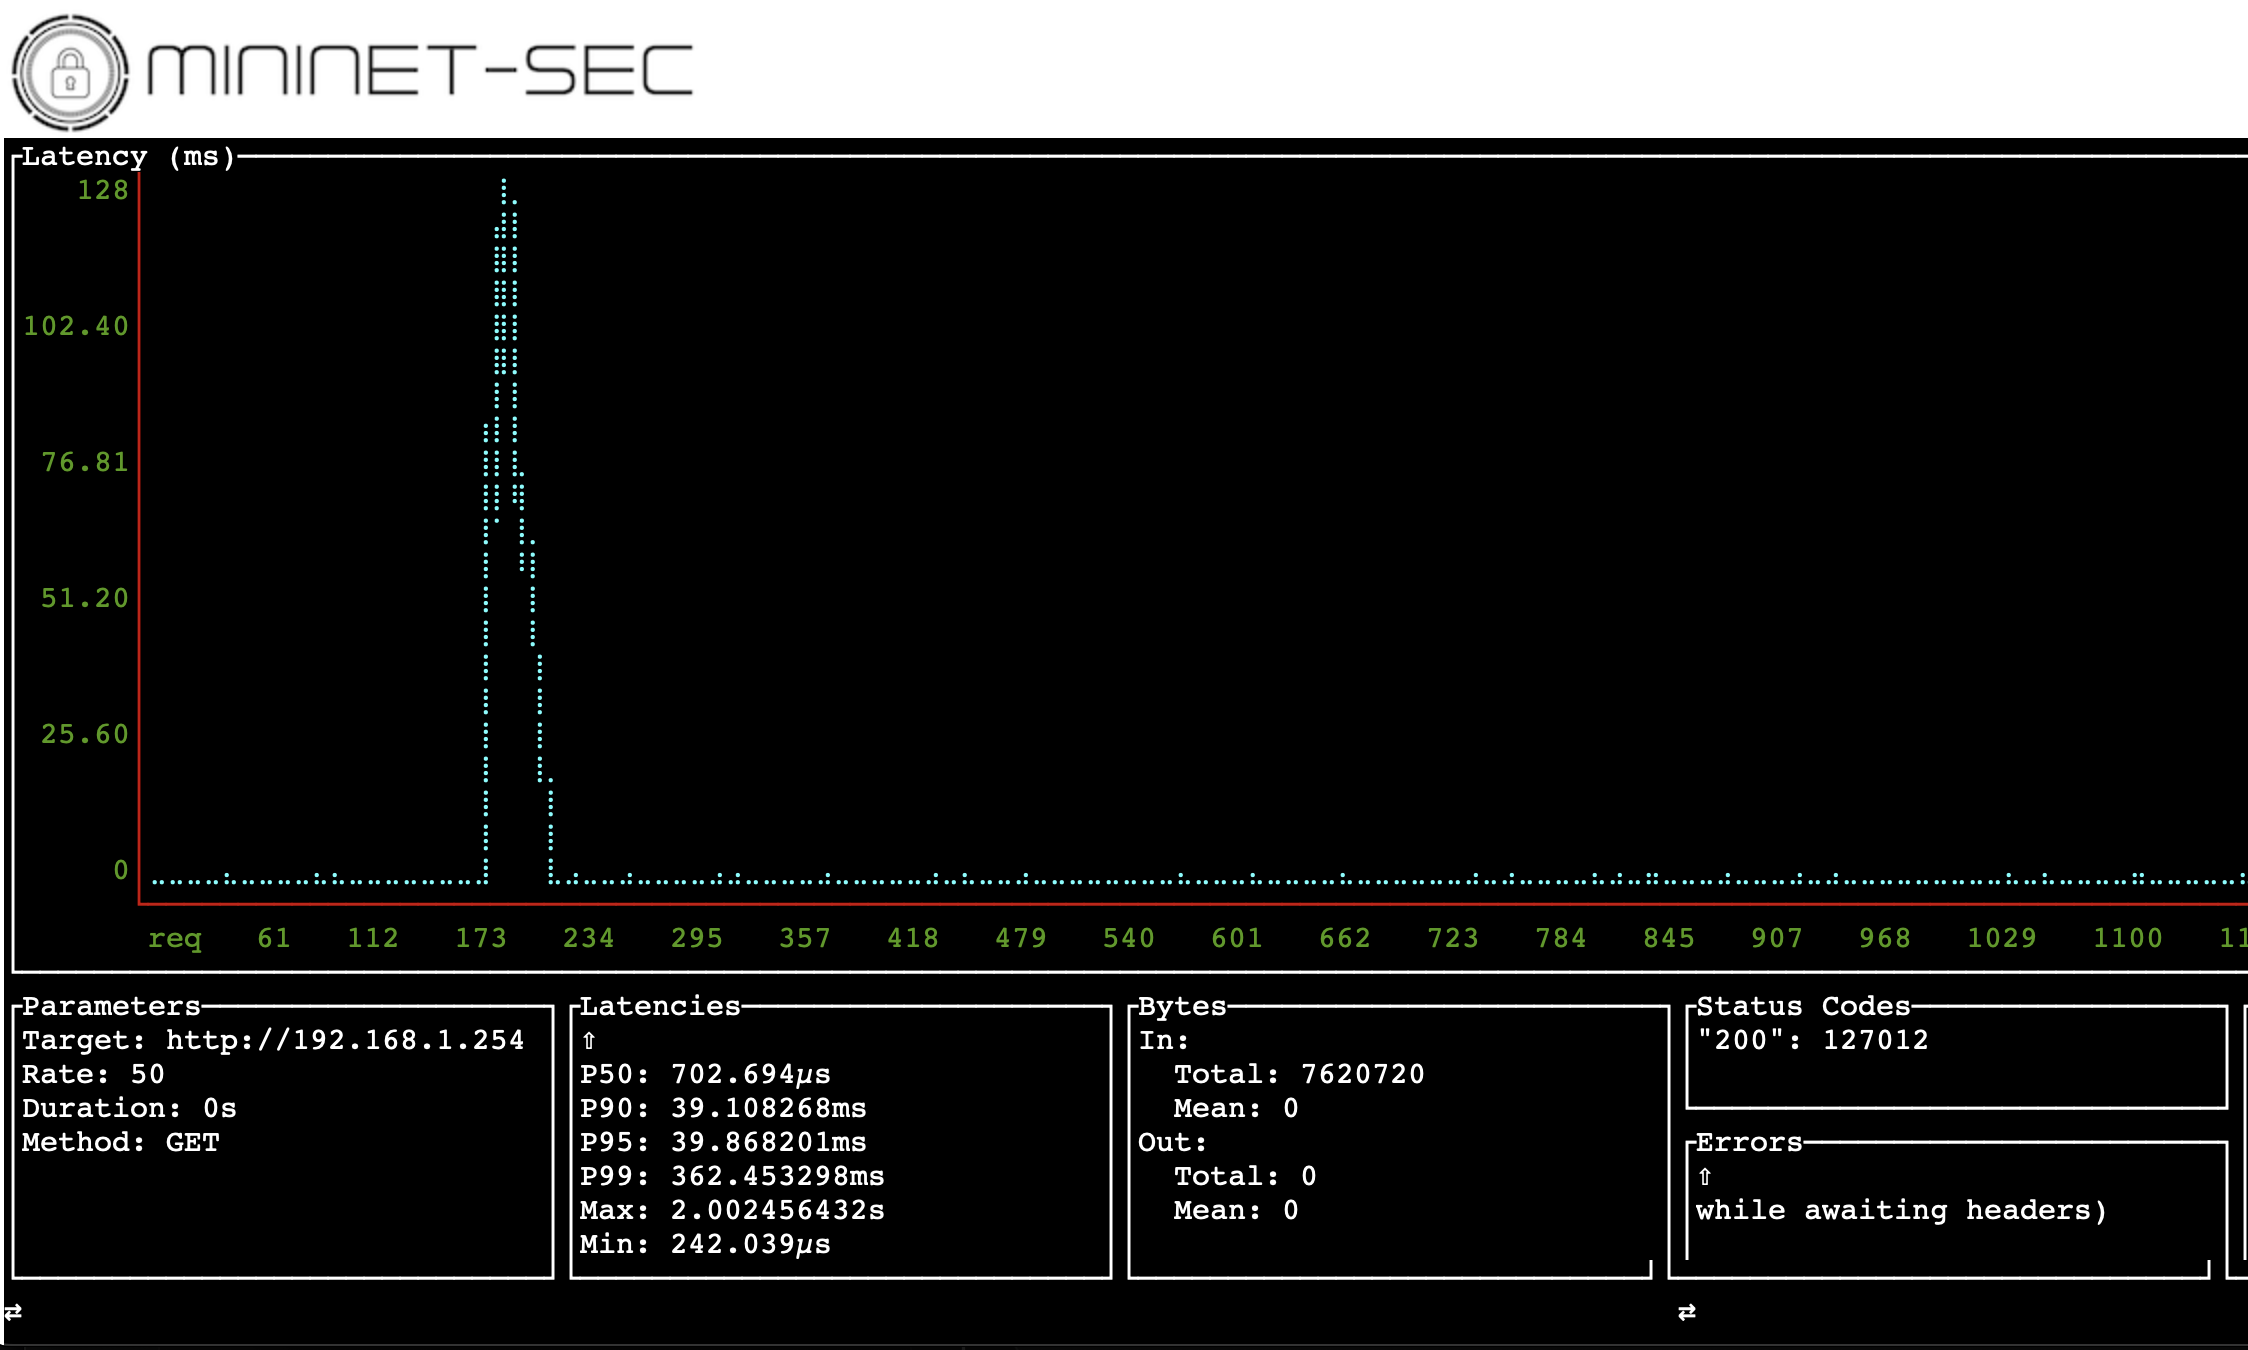 MININET-SEC
Latency (ms)
128
102.40
76.81
51.20
25.60
0
req 61 112 173 234 295 357 418 479 540 601 662 723 784 845 907 968 1029 1100 11
Parameters
Target: http://192.168.1.254
Rate: 50
Duration: 0s
Method: GET
Latencies
⇧
P50: 702.694µs
P90: 39.108268ms
P95: 39.868201ms
P99: 362.453298ms
Max: 2.002456432s
Min: 242.039µs
Bytes
In:
Total: 7620720
Mean: 0
Out:
Total: 0
Mean: 0
Status Codes
"200": 127012
Errors
⇧
while awaiting headers)
⇄ ⇄